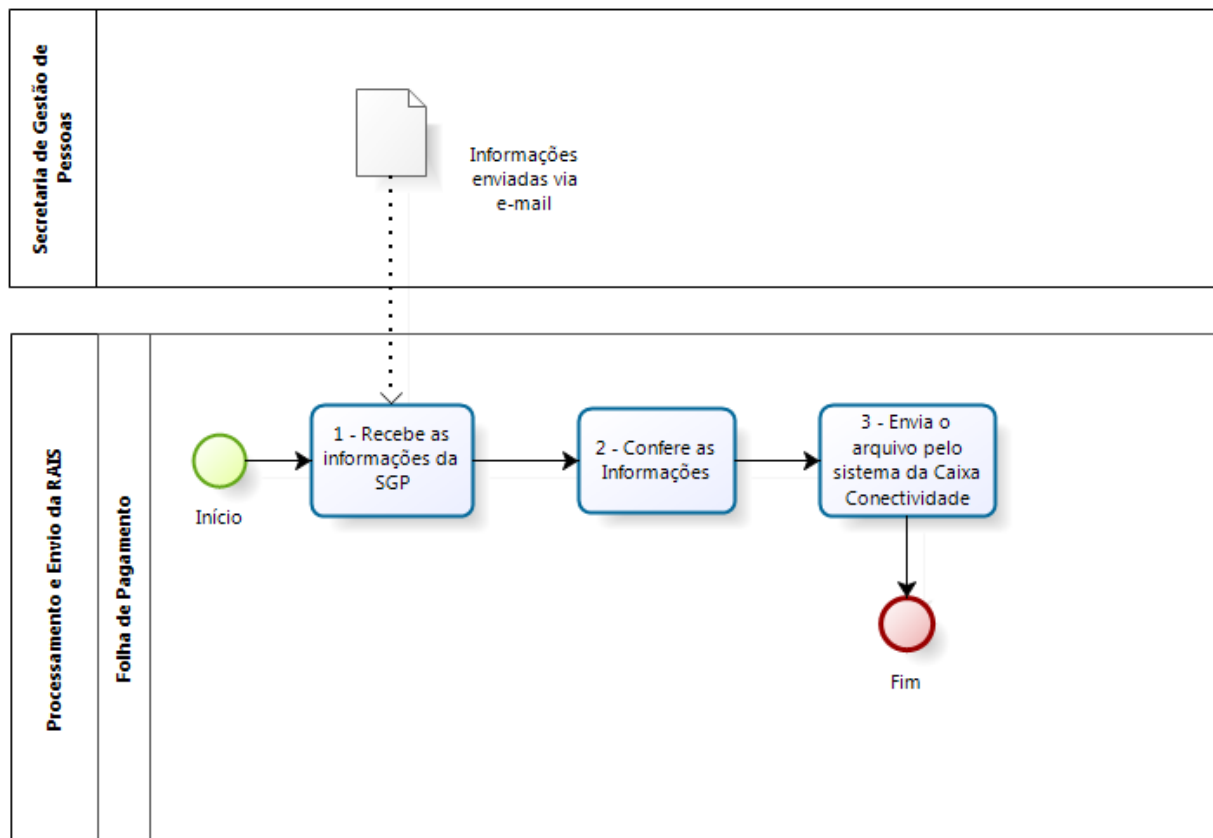 Secretaria de Gestão de
Pessoas
Informações
enviadas via
e-mail
Processamento e Envio da RAIS
Folha de Pagamento
Início
1 - Recebe as
informações da
SGP
2 - Confere as
Informações
3 - Envia o
arquivo pelo
sistema da Caixa
Conectividade
Fim